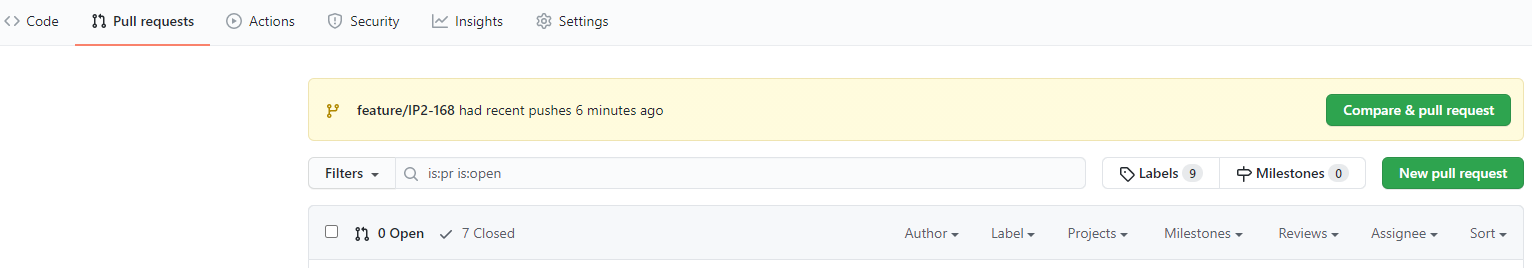 Code Pull requests Actions Security Insights Settings
feature/IP2-168 had recent pushes 6 minutes ago Compare & pull request
Filters is:pr is:open Labels 9 Milestones 0 New pull request
0 Open 7 Closed Author Label Projects Milestones Reviews Assignee Sort